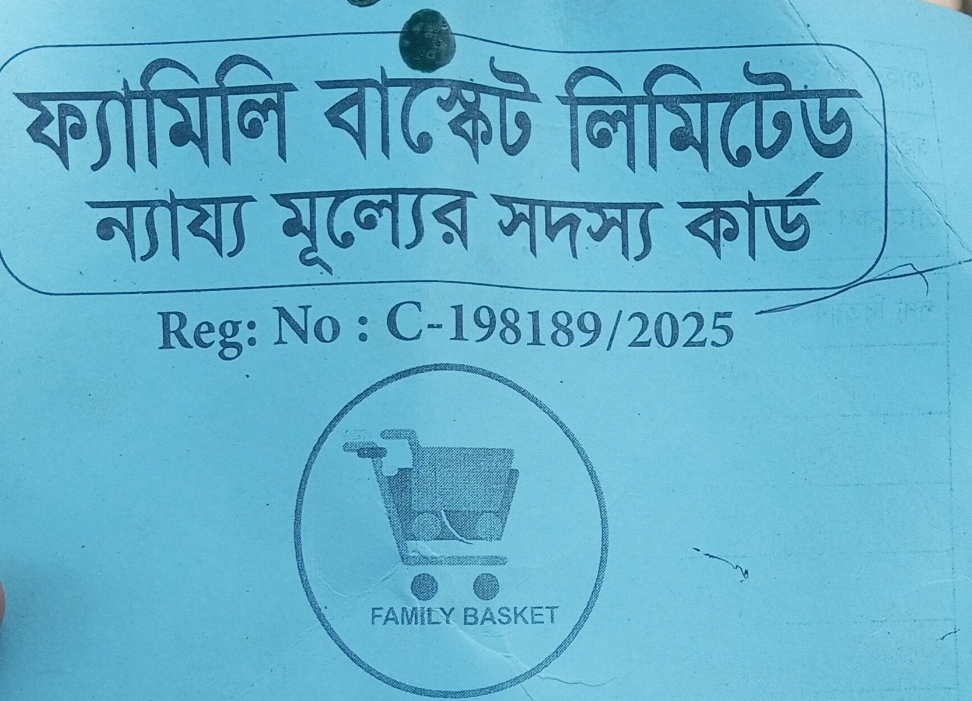 ফ্যামিলি বাস্কেট লিমিটেড
ন্যায্য মূল্যের সদস্য কার্ড
Reg: No : C-198189/2025
FAMILY BASKET